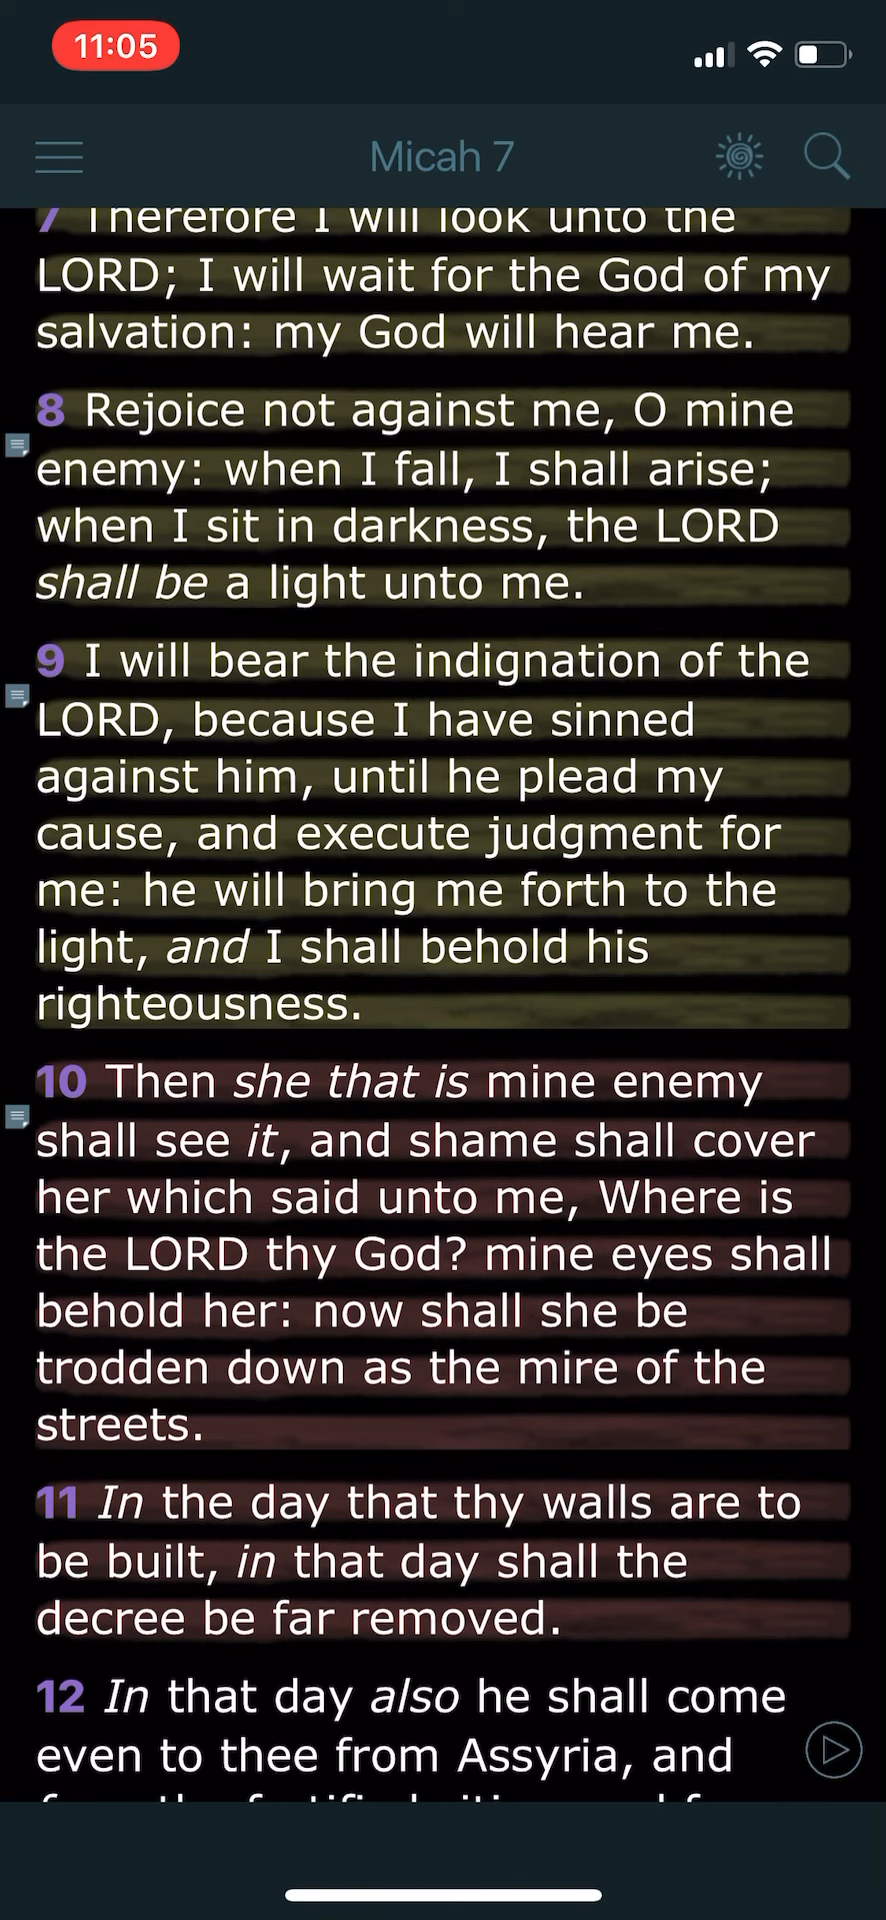 11:05
Micah 7
7 Therefore I will look unto the
LORD; I will wait for the God of my
salvation: my God will hear me.
8 Rejoice not against me, O mine
enemy: when I fall, I shall arise;
when I sit in darkness, the LORD
shall be a light unto me.
9 I will bear the indignation of the
LORD, because I have sinned
against him, until he plead my
cause, and execute judgment for
me: he will bring me forth to the
light, and I shall behold his
righteousness.
10 Then she that is mine enemy
shall see it, and shame shall cover
her which said unto me, Where is
the LORD thy God? mine eyes shall
behold her: now shall she be
trodden down as the mire of the
streets.
11 In the day that thy walls are to
be built, in that day shall the
decree be far removed.
12 In that day also he shall come
even to thee from Assyria, and